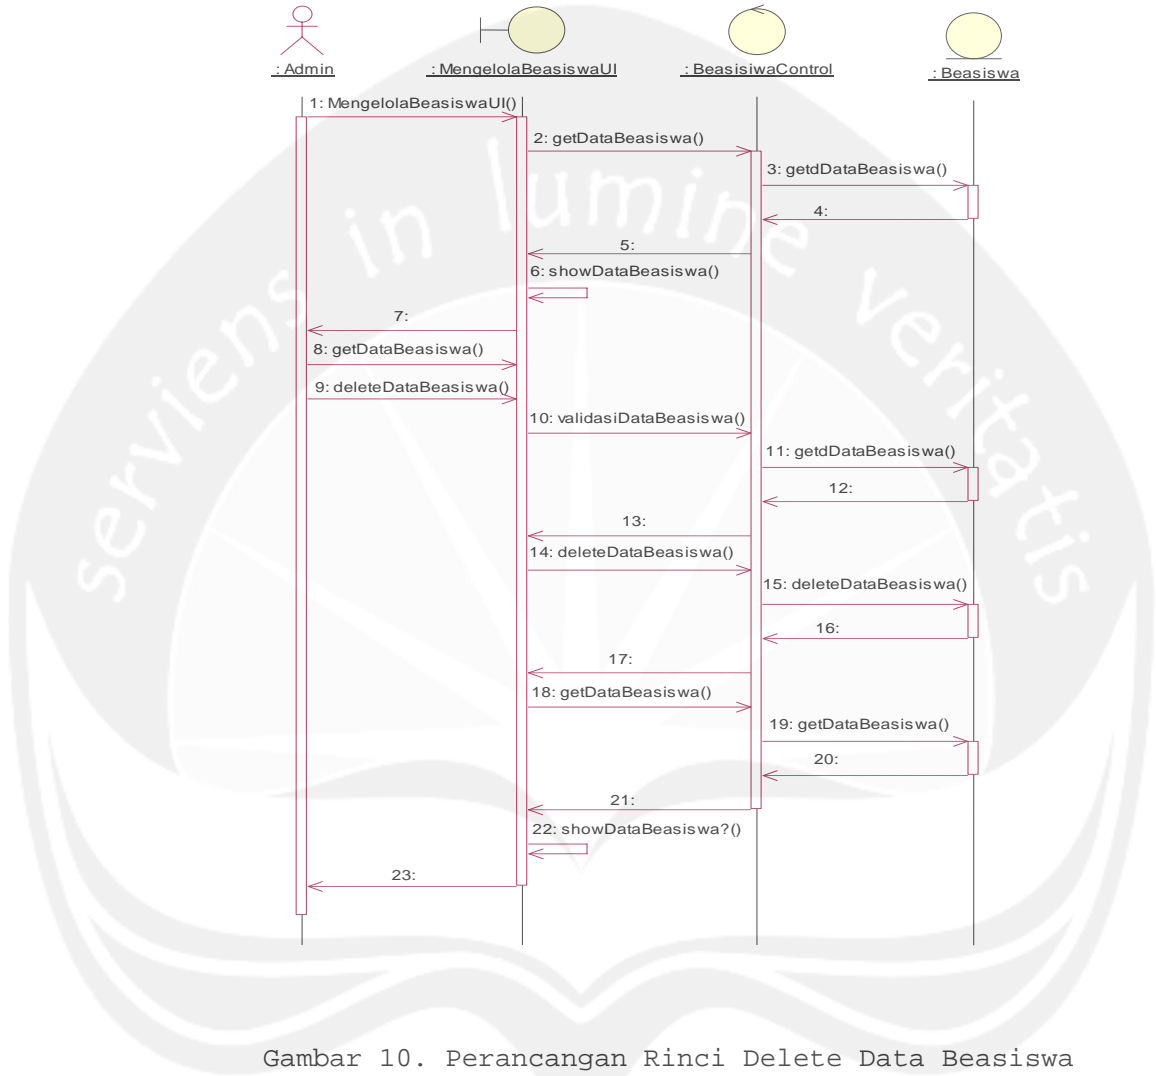 : Admin
: MengelolaBeasiswaUI
: BeasisiwaControl
: Beasiswa
1: MengelolaBeasiswaUI()
2: getDataBeasiswa()
3: getdDataBeasiswa()
4:
5:
6: showDataBeasiswa()
7:
8: getDataBeasiswa()
9: deleteDataBeasiswa()
10: validasiDataBeasiswa()
11: getdDataBeasiswa()
12:
13:
14: deleteDataBeasiswa()
15: deleteDataBeasiswa()
16:
17:
18: getDataBeasiswa()
19: getDataBeasiswa()
20:
21:
22: showDataBeasiswa?()
23:
serviens in lumine veritatis
Gambar 10. Perancangan Rinci Delete Data Beasiswa